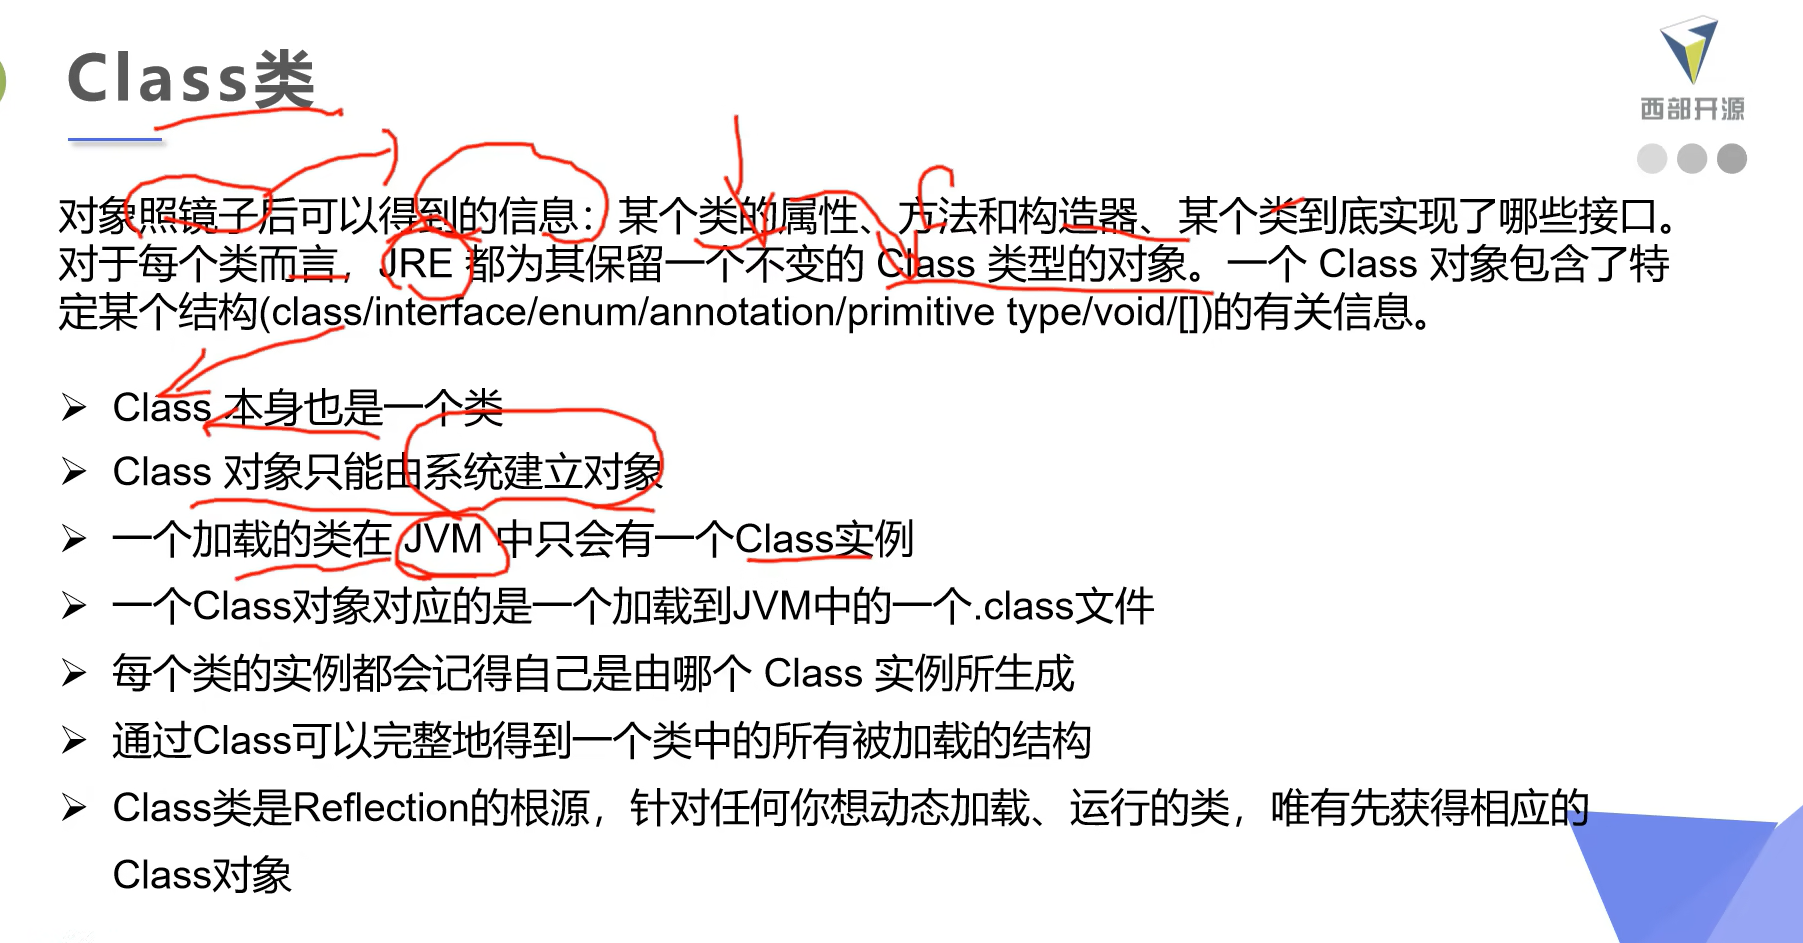 Class类
西部开源
对象照镜子后可以得到的信息：某个类的属性、方法和构造器、某个类到底实现了哪些接口。
对于每个类而言，JRE 都为其保留一个不变的 Class 类型的对象。一个 Class 对象包含了特
定某个结构(class/interface/enum/annotation/primitive type/void/[])的有关信息。
Class 本身也是一个类
Class 对象只能由系统建立对象
一个加载的类在 JVM 中只会有一个Class实例
一个Class对象对应的是一个加载到JVM中的一个.class文件
每个类的实例都会记得自己是由哪个 Class 实例所生成
通过Class可以完整地得到一个类中的所有被加载的结构
Class类是Reflection的根源，针对任何你想动态加载、运行的类，唯有先获得相应的
Class对象